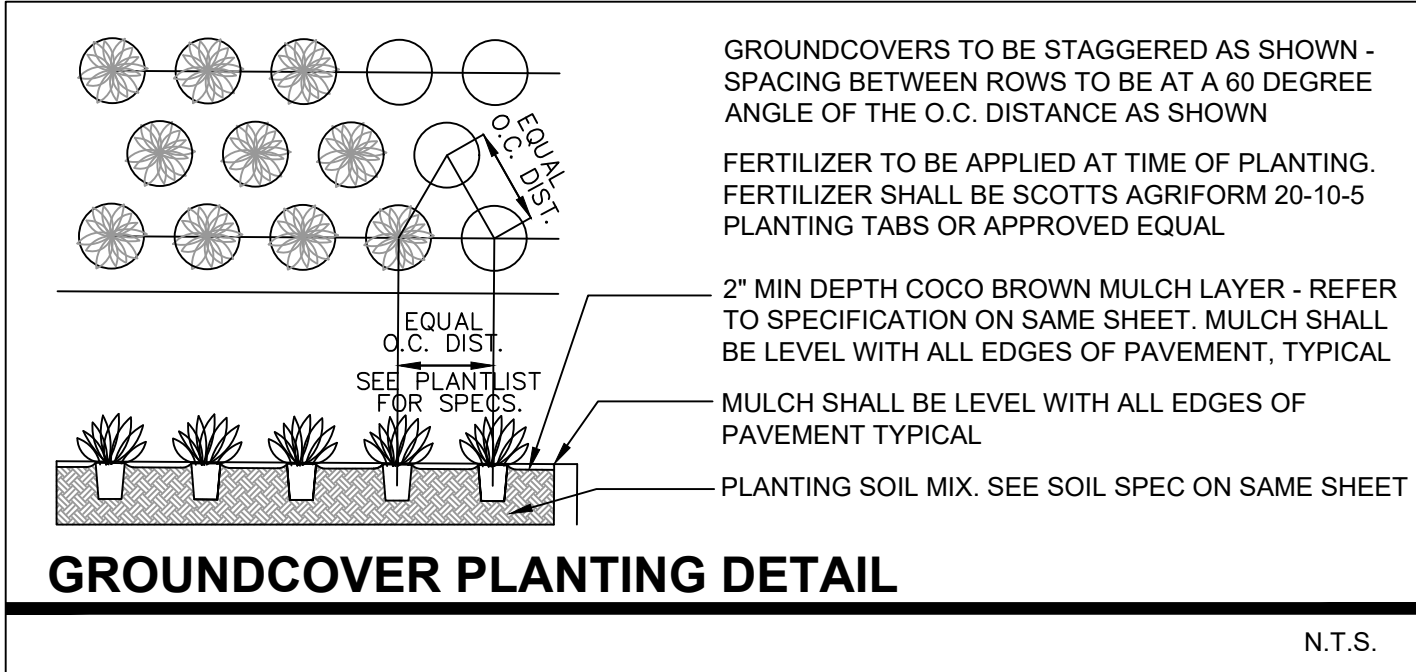 GROUNDCOVERS TO BE STAGGERED AS SHOWN -
SPACING BETWEEN ROWS TO BE AT A 60 DEGREE
ANGLE OF THE O.C. DISTANCE AS SHOWN
EQUAL
O.C. DIST.
FERTILIZER TO BE APPLIED AT TIME OF PLANTING.
FERTILIZER SHALL BE SCOTTS AGRIFORM 20-10-5
PLANTING TABS OR APPROVED EQUAL
2" MIN DEPTH COCO BROWN MULCH LAYER - REFER
TO SPECIFICATION ON SAME SHEET. MULCH SHALL
BE LEVEL WITH ALL EDGES OF PAVEMENT, TYPICAL
EQUAL
O.C. DIST.
SEE PLANTLIST
FOR SPECS.
MULCH SHALL BE LEVEL WITH ALL EDGES OF
PAVEMENT TYPICAL
PLANTING SOIL MIX. SEE SOIL SPEC ON SAME SHEET
GROUNDCOVER PLANTING DETAIL
N.T.S.